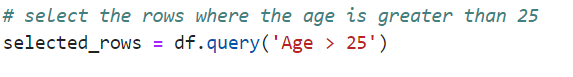 # select the rows where the age is greater than 25
selected_rows = df.query('Age > 25')